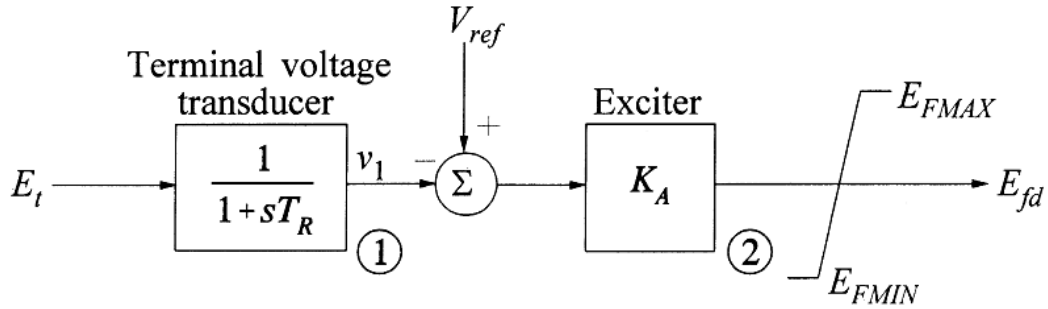 V_ref
Terminal voltage
transducer
Exciter
E_FMAX
+
−
E_t
1
1+sT_R
v_1
Σ
K_A
E_fd
①
②
E_FMIN